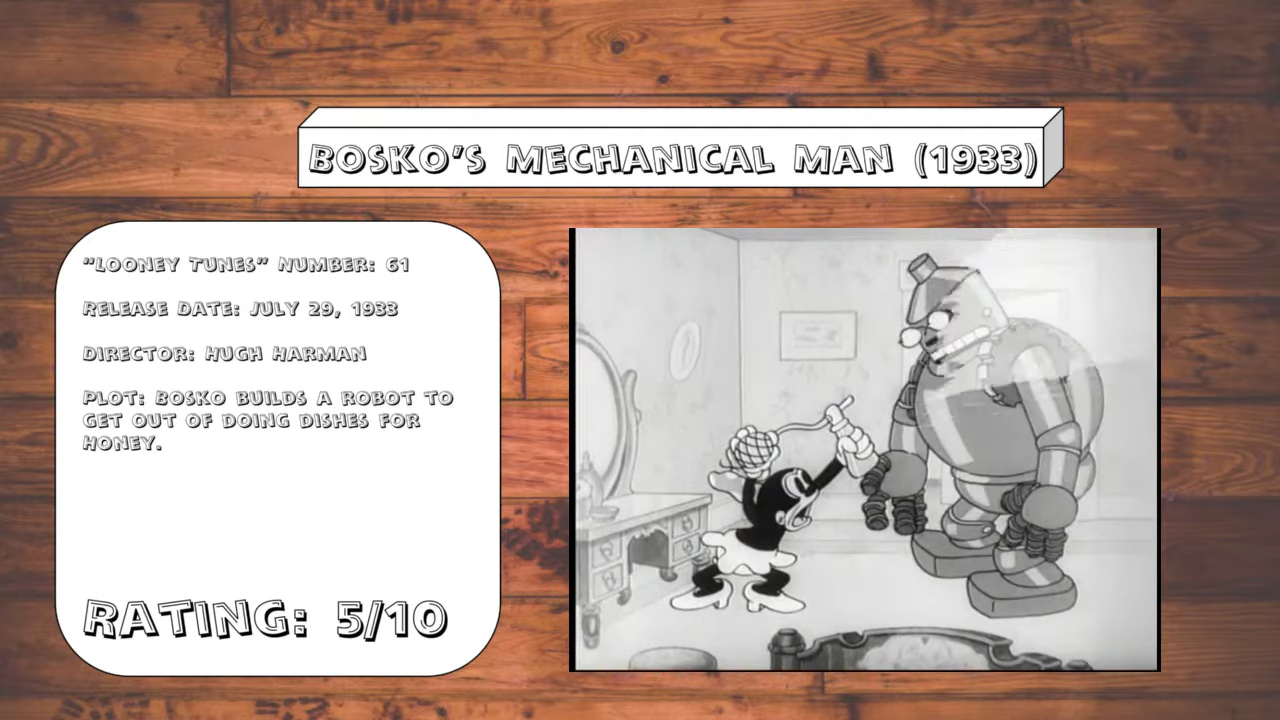 BOSKO'S MECHANICAL MAN (1933)
"LOONEY TUNES" NUMBER: 61
RELEASE DATE: JULY 29, 1933
DIRECTOR: HUGH HARMAN
PLOT: BOSKO BUILDS A ROBOT TO
GET OUT OF DOING DISHES FOR
HONEY.
RATING: 5/10